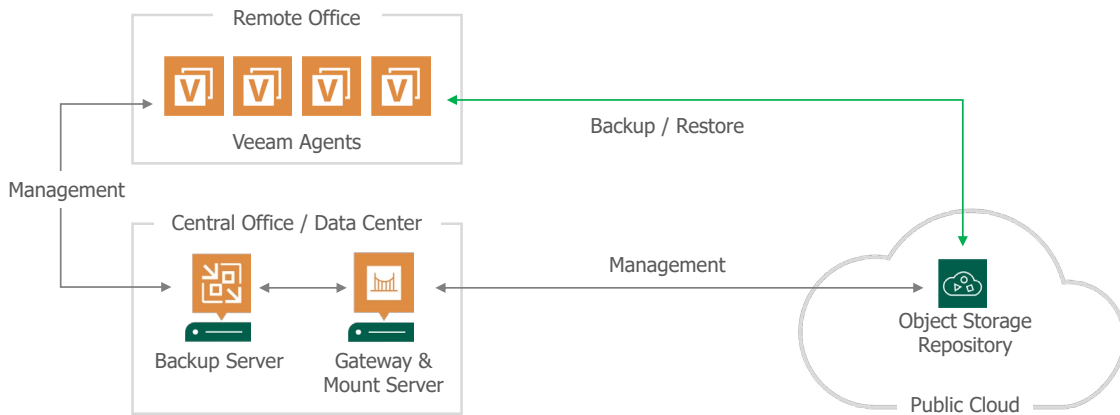 Remote Office
V V V V
Veeam Agents
Backup / Restore
Management
Central Office / Data Center
Management
Backup Server
Gateway &
Mount Server
Object Storage
Repository
Public Cloud